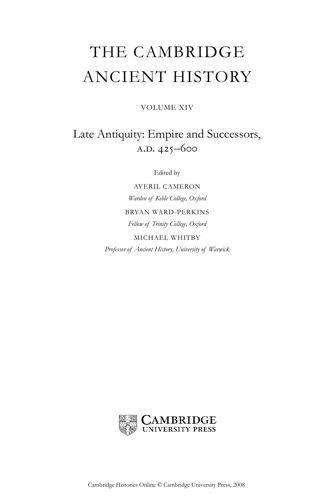 THE CAMBRIDGE
ANCIENT HISTORY
VOLUME XIV
Late Antiquity: Empire and Successors,
A.D. 425–600
Edited by
AVERIL CAMERON
Warden of Keble College, Oxford
BRYAN WARD-PERKINS
Fellow of Trinity College, Oxford
MICHAEL WHITBY
Professor of Ancient History, University of Warwick
CAMBRIDGE
UNIVERSITY PRESS
Cambridge Histories Online © Cambridge University Press, 2008